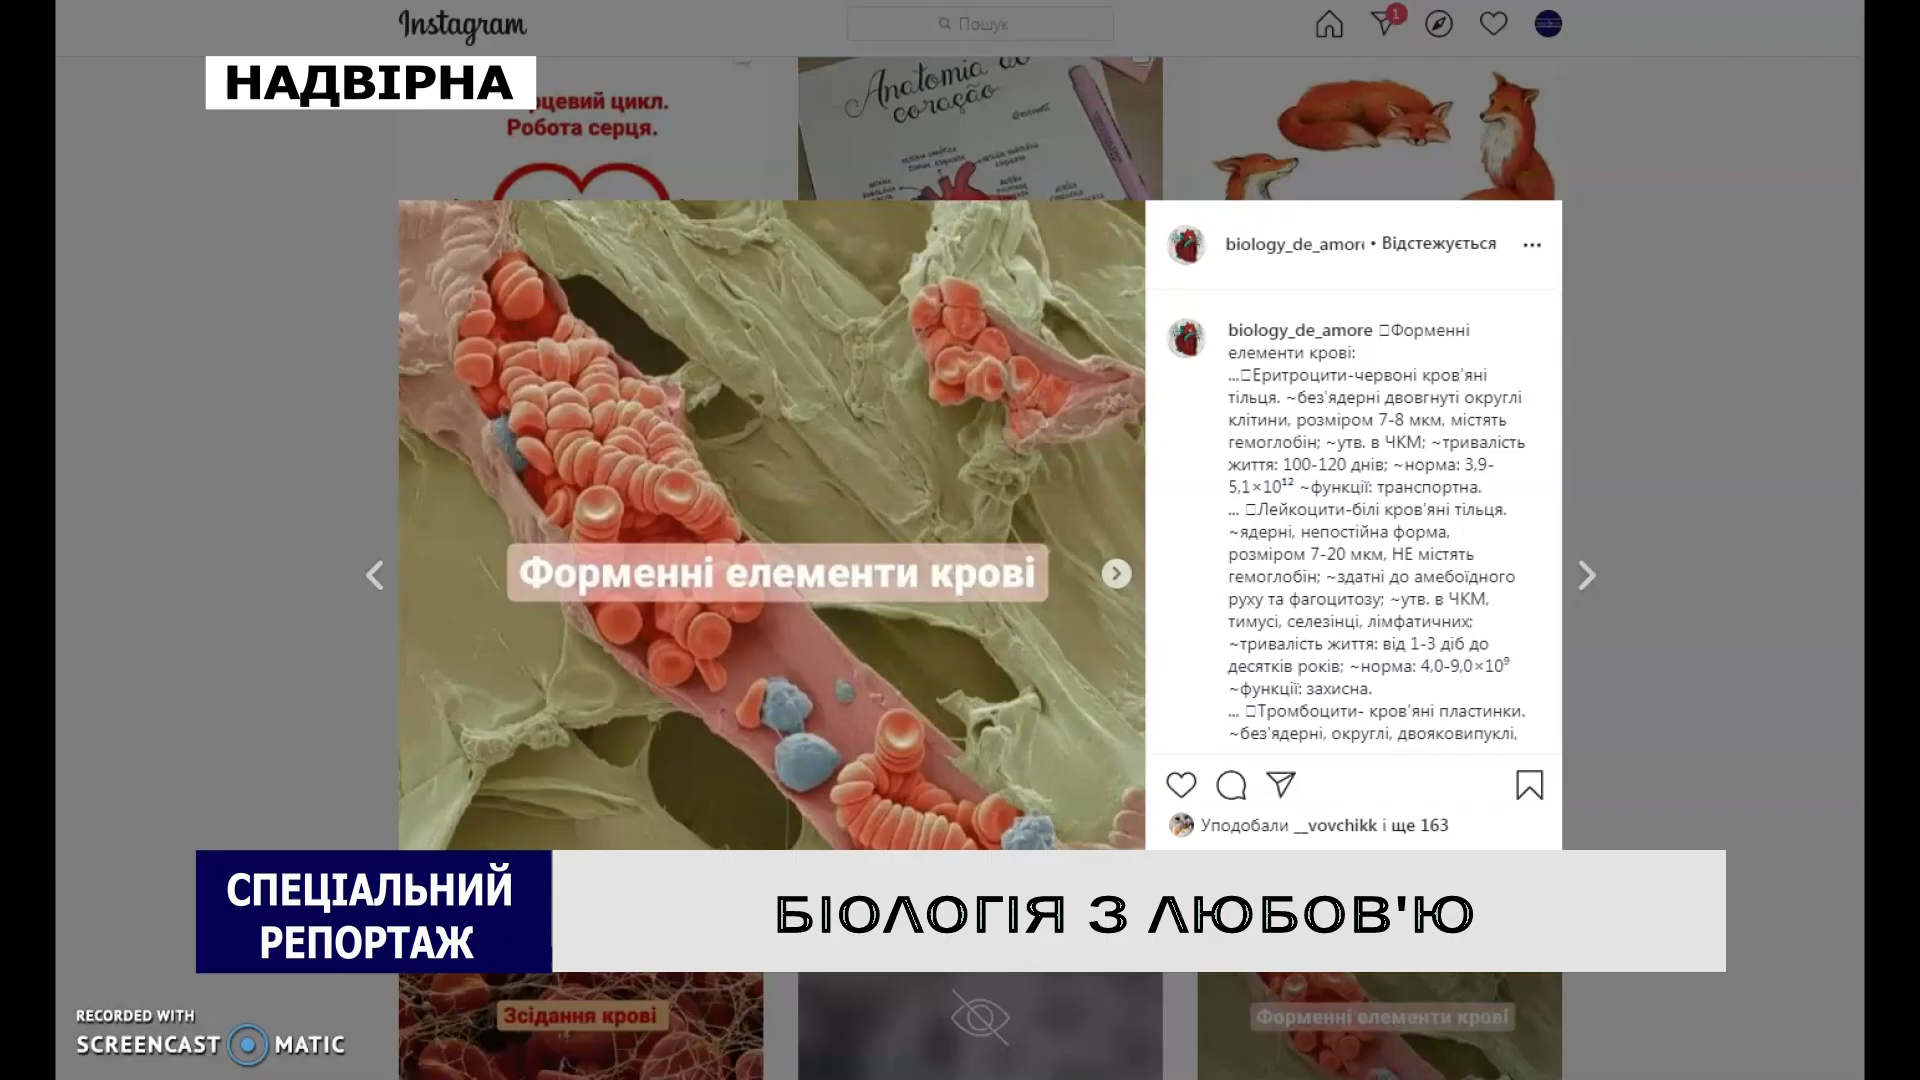 Instagram
Пошук
1
НАДВІРНА
рцевий цикл.
Робота серця.
Anatomia do
coração
biology_de_amore • Відстежується
biology_de_amore Форменні
елементи крові:
...Еритроцити-червоні кров'яні
тільця. ~без'ядерні двовгнуті округлі
клітини, розміром 7-8 мкм, містять
гемоглобін; ~утв. в ЧКМ; ~тривалість
життя: 100-120 днів; ~норма: 3,9-
5,1×10¹² ~функції: транспортна.
... Лейкоцити-білі кров'яні тільця.
~ядерні, непостійна форма,
розміром 7-20 мкм, НЕ містять
гемоглобін; ~здатні до амебоїдного
руху та фагоцитозу; ~утв. в ЧКМ,
тимусі, селезінці, лімфатичних;
~тривалість життя: від 1-3 діб до
десятків років; ~норма: 4,0-9,0×10⁹
~функції: захисна.
... Тромбоцити- кров'яні пластинки.
~без'ядерні, округлі, двояковипуклі,
Форменні елементи крові
Уподобали __vovchikk і ще 163
СПЕЦІАЛЬНИЙ
РЕПОРТАЖ
БІОЛОГІЯ З ЛЮБОВ'Ю
Зсідання крові
Форменні елементи крові
RECORDED WITH
SCREENCAST MATIC